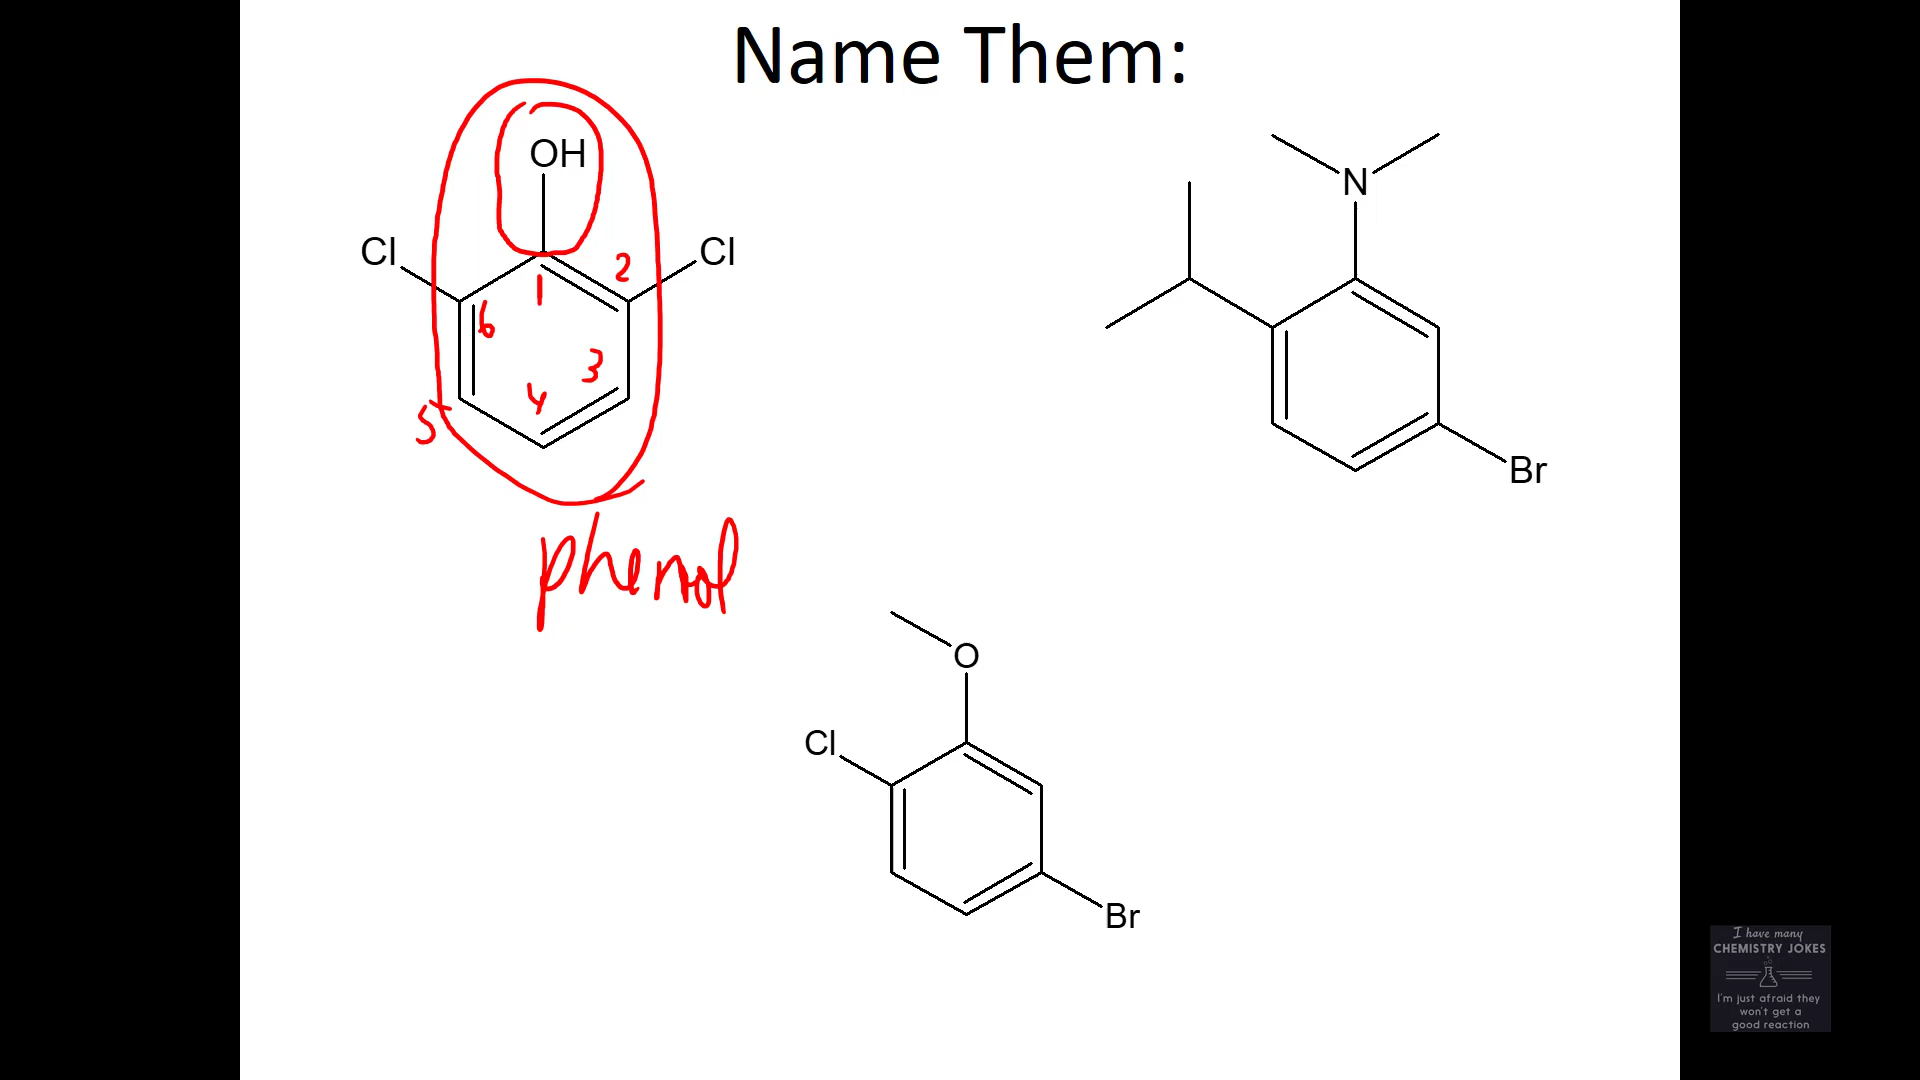 Name Them:
OH
Cl
Cl
1
2
3
4
5
6
phenol
N
Br
O
Cl
Br
I have many
CHEMISTRY JOKES
I'm just afraid they
won't get a
good reaction